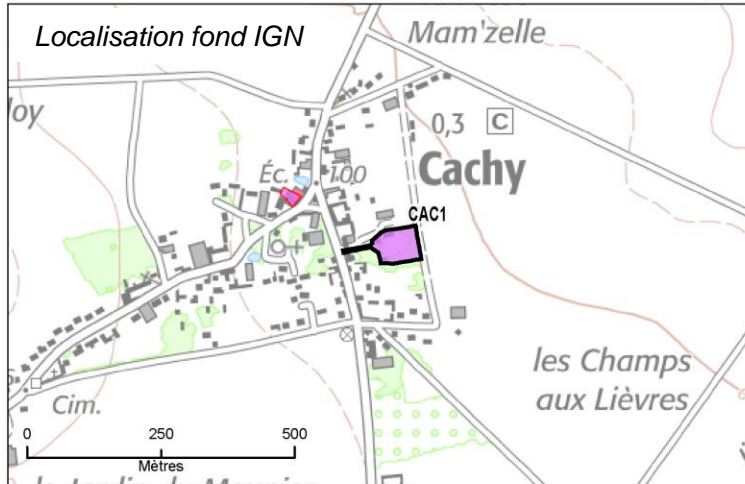 Localisation fond IGN
Mam'zelle
loy
0,3 C
Éc. 100
Cachy
CAC1
les Champs
aux Lièvres
Cim.
0 250 500
Mètres